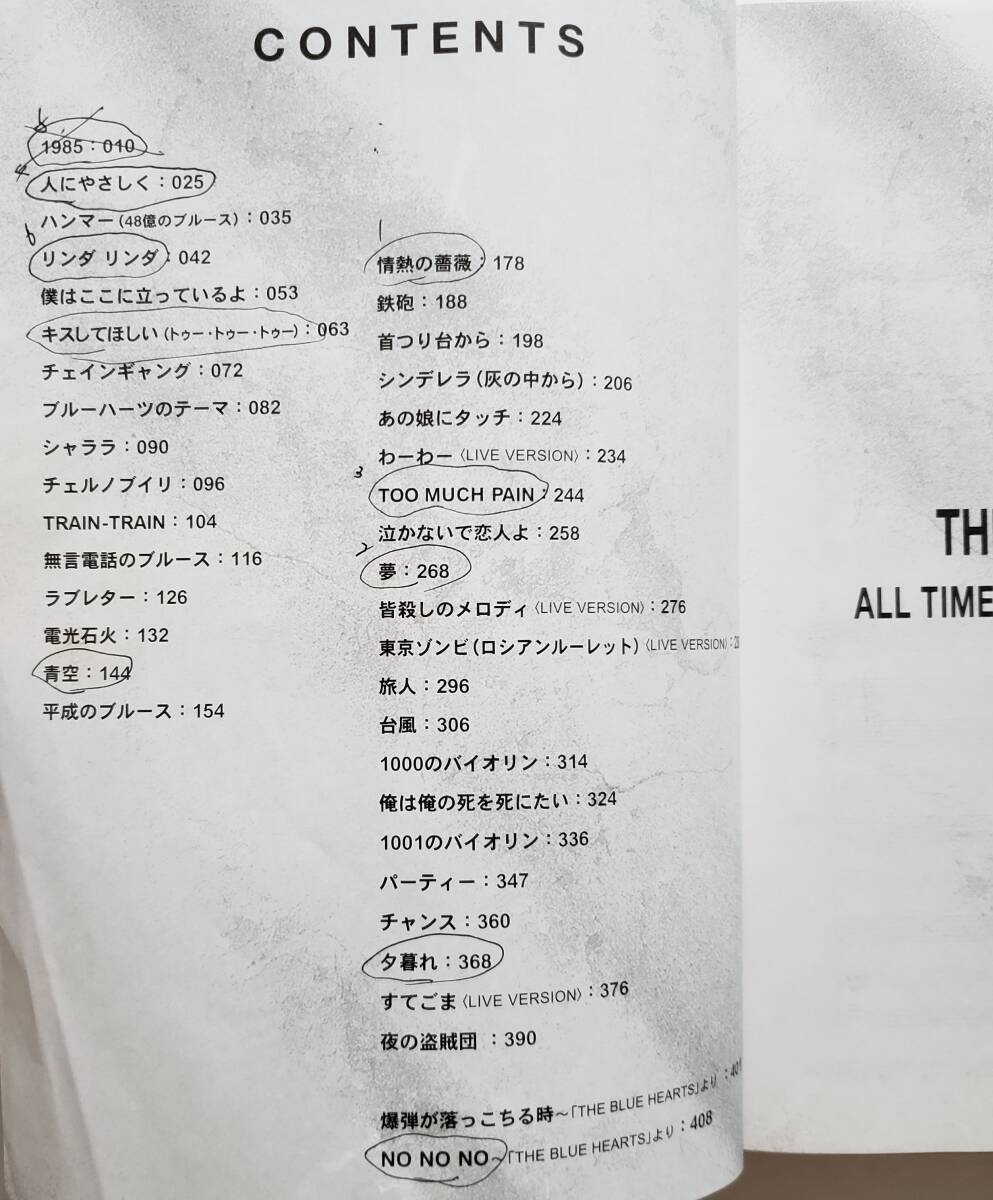 CONTENTS
6
1985：010
4
人にやさしく：025
ハンマー（48億のブルース）：035
6
リンダ リンダ：042
僕はここに立っているよ：053
キスしてほしい（トゥー・トゥー・トゥー）：063
チェインギャング：072
ブルーハーツのテーマ：082
シャララ：090
チェルノブイリ：096
TRAIN-TRAIN：104
無言電話のブルース：116
ラブレター：126
電光石火：132
青空：144
平成のブルース：154
1
情熱の薔薇：178
鉄砲：188
首つり台から：198
シンデレラ（灰の中から）：206
あの娘にタッチ：224
わーわー〈LIVE VERSION〉：234
3
TOO MUCH PAIN：244
泣かないで恋人よ：258
2
夢：268
皆殺しのメロディ〈LIVE VERSION〉：276
東京ゾンビ（ロシアンルーレット）〈LIVE VERSION〉：
旅人：296
台風：306
1000のバイオリン：314
俺は俺の死を死にたい：324
1001のバイオリン：336
パーティー：347
チャンス：360
夕暮れ：368
すてごま〈LIVE VERSION〉：376
夜の盗賊団：390
爆弾が落っこちる時～「THE BLUE HEARTS」より：401
NO NO NO～「THE BLUE HEARTS」より：408
TH
ALL TIME